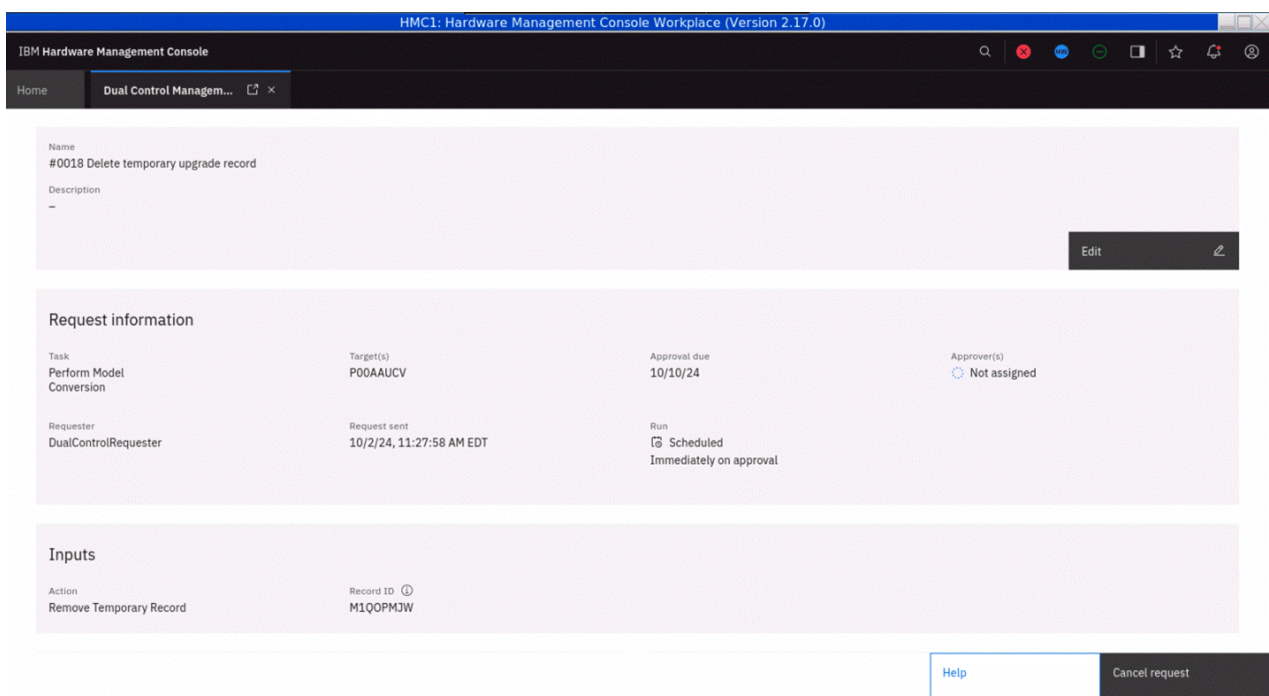 HMC1: Hardware Management Console Workplace (Version 2.17.0)
IBM Hardware Management Console
Home
Dual Control Managem...
Name
#0018 Delete temporary upgrade record
Description
–
Edit
Request information
Task
Perform Model
Conversion
Target(s)
P00AAUCV
Approval due
10/10/24
Approver(s)
Not assigned
Requester
DualControlRequester
Request sent
10/2/24, 11:27:58 AM EDT
Run
Scheduled
Immediately on approval
Inputs
Action
Remove Temporary Record
Record ID
M1QOPMJW
Help
Cancel request